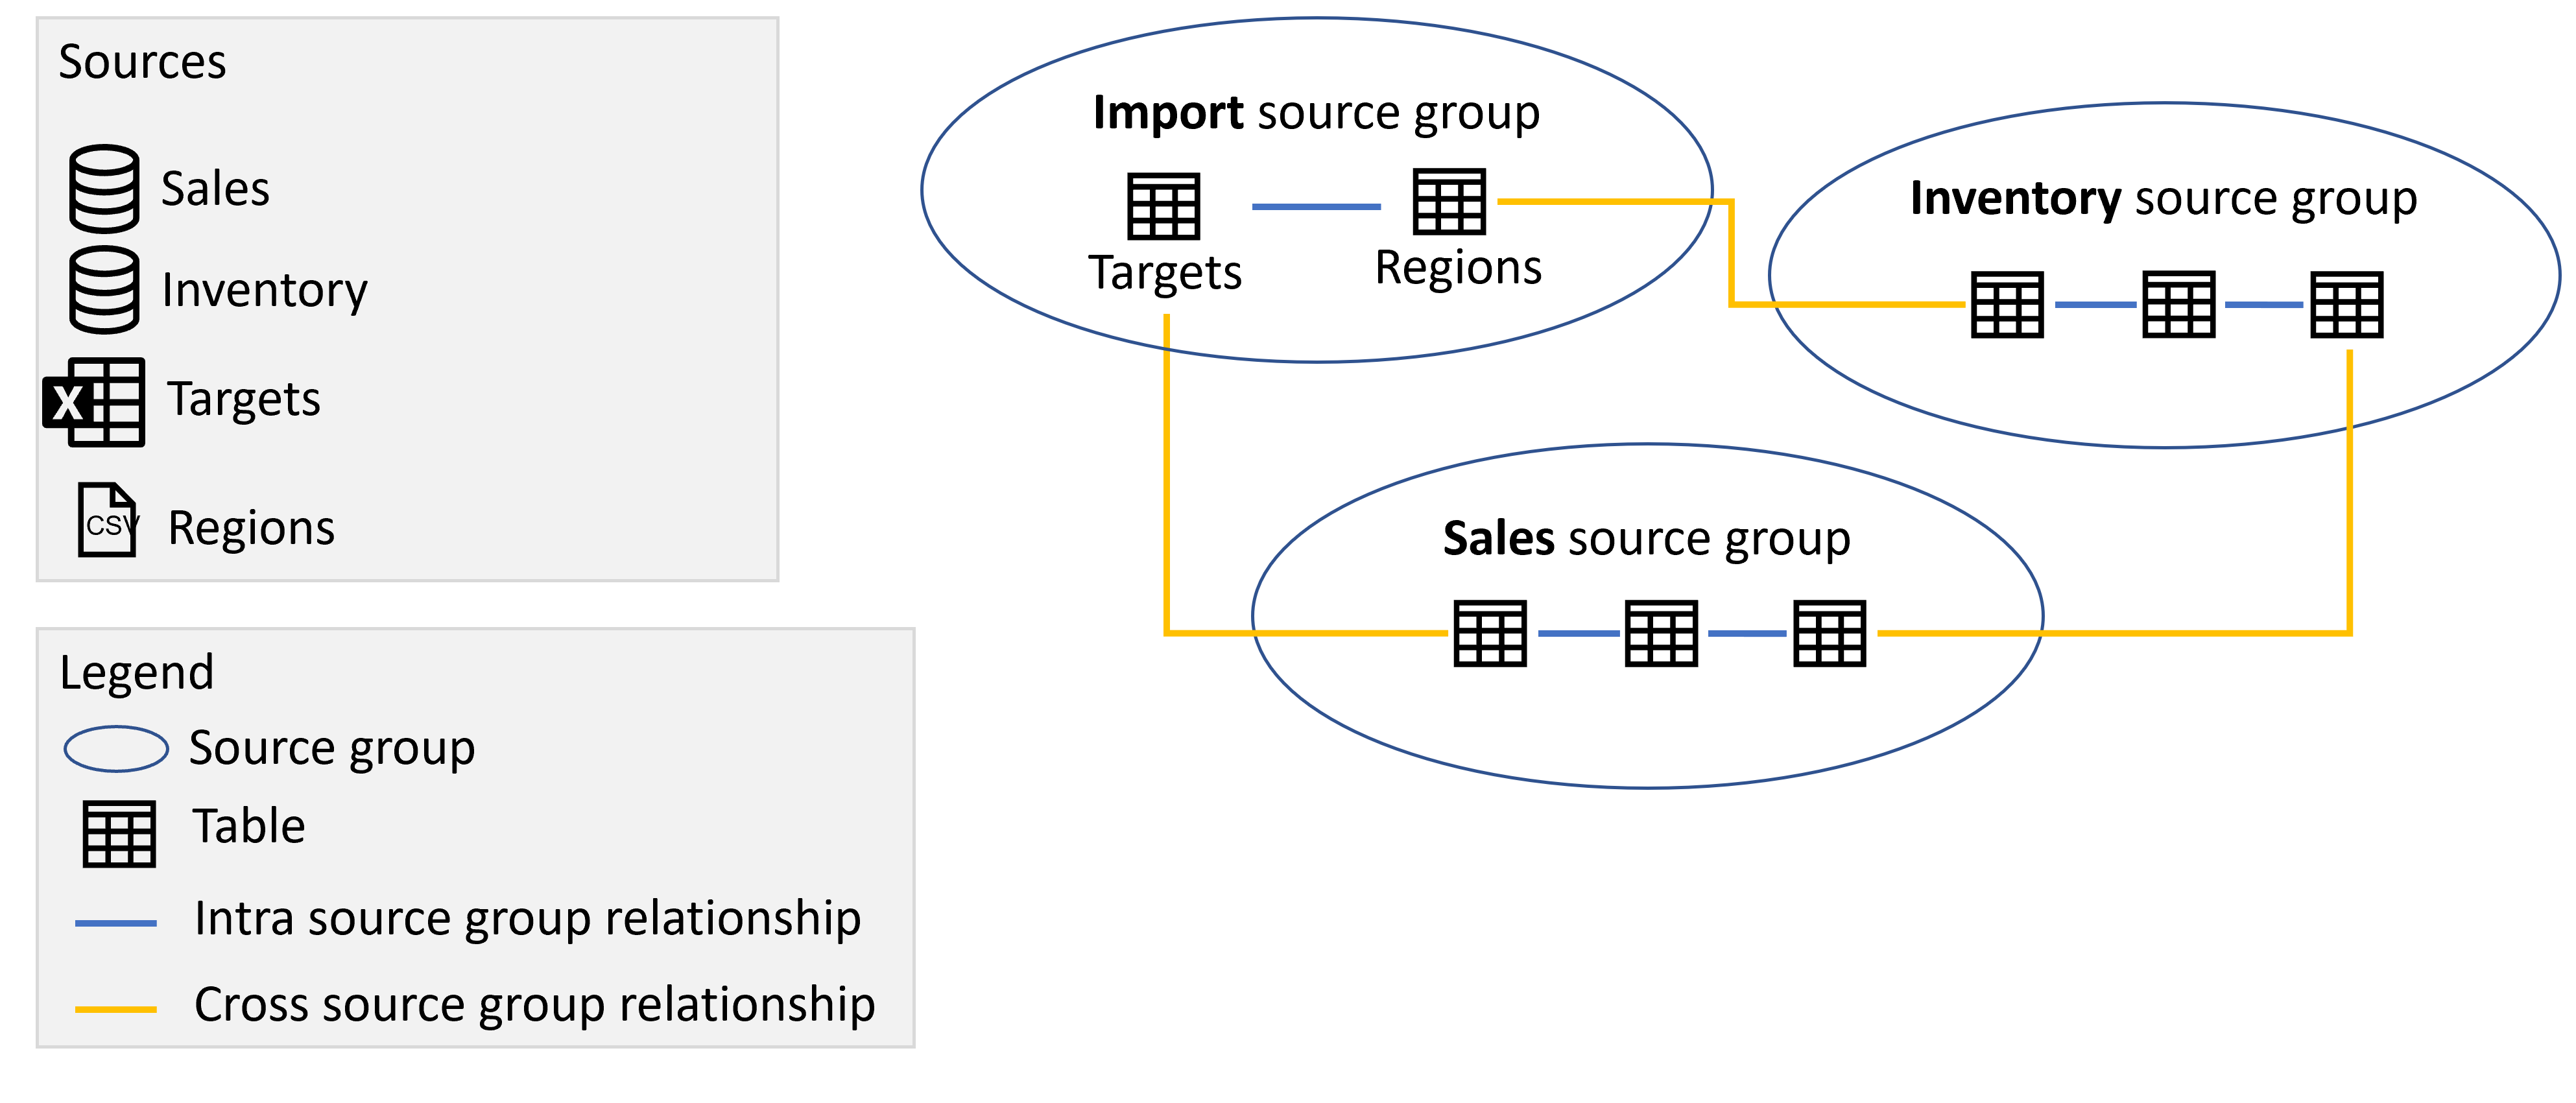 Sources
Sales
Inventory
X
Targets
CSV
Regions
Legend
Source group
Table
Intra source group relationship
Cross source group relationship
Import source group
Targets
Regions
Inventory source group
Sales source group